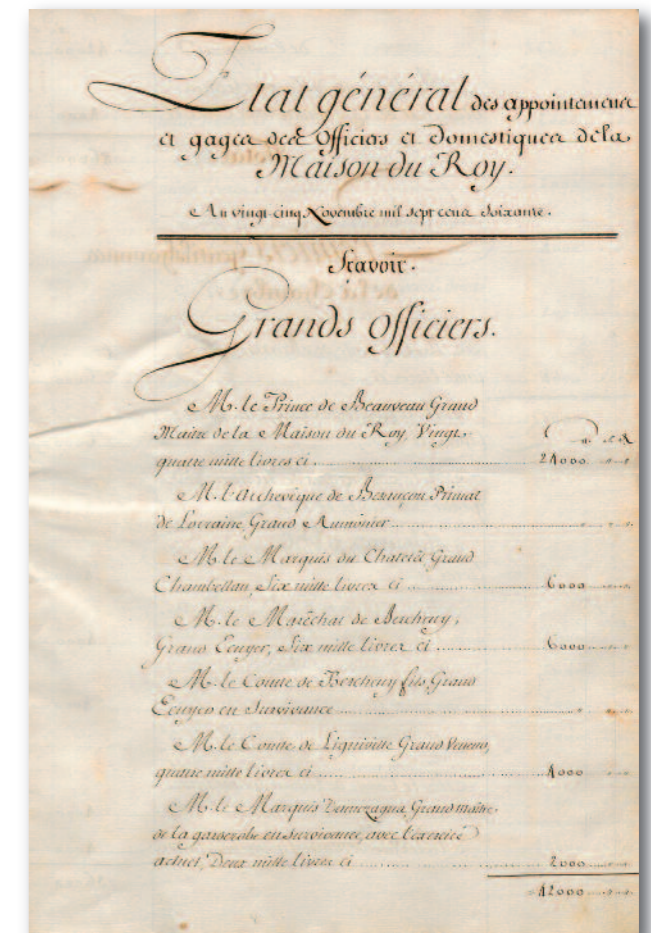 Etat général des appointemens
et gages des Officiers et Domestiques de la
Maison du Roy.
Au vingt cinq Novembre mil sept cens Soixante.
Scavoir.
Grands Officiers.
M. le Prince de Beauveau Grand
Maitre de la Maison du Roy, Vingt
quatre mille livres ci 24000
M. l'Archevêque de Besançon Primat
de Lorraine, Grand Aumônier
M. le Marquis du Chatelet Grand
Chambellan, Six mille livres ci 6000
M. le Maréchal de Bercheny,
Grand Ecuyer, Six mille livres ci 6000
M. le Comte de Bercheny fils Grand
Ecuyer en Survivance
M. le Comte de Ligniville Grand Veneur,
quatre mille livres ci 4000
M. le Marquis Grand maître
de la garderobe en survivance, avec l'exercice
actuel, Deux mille livres ci 2000
42000